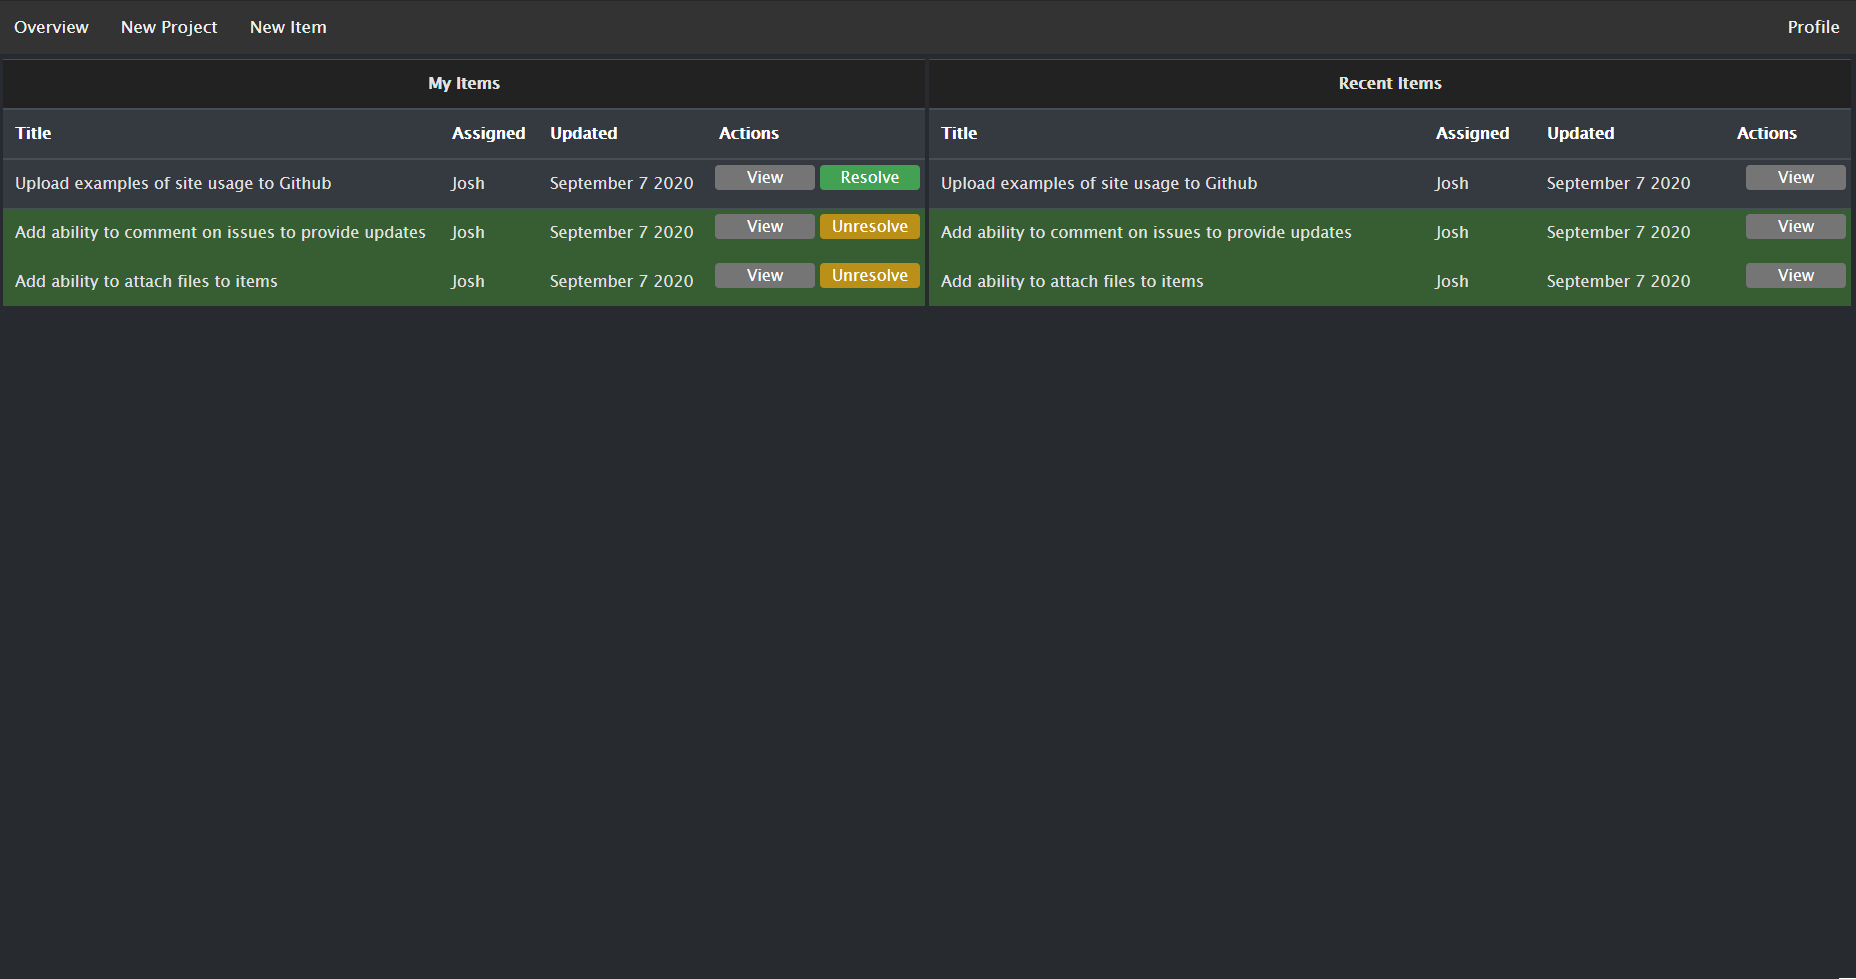 Overview New Project New Item Profile
My Items
Title Assigned Updated Actions
Upload examples of site usage to Github Josh September 7 2020 View Resolve
Add ability to comment on issues to provide updates Josh September 7 2020 View Unresolve
Add ability to attach files to items Josh September 7 2020 View Unresolve
Recent Items
Title Assigned Updated Actions
Upload examples of site usage to Github Josh September 7 2020 View
Add ability to comment on issues to provide updates Josh September 7 2020 View
Add ability to attach files to items Josh September 7 2020 View